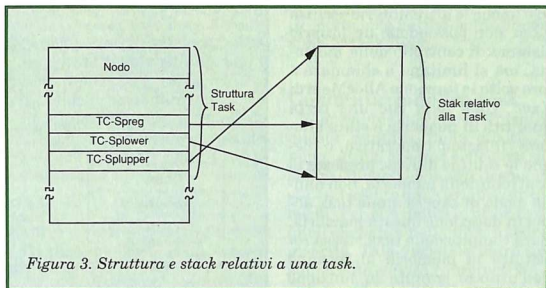 Nodo
Struttura
Task
TC-Spreg
TC-Splower
TC-Splupper
Stak relativo
alla Task
Figura 3. Struttura e stack relativi a una task.